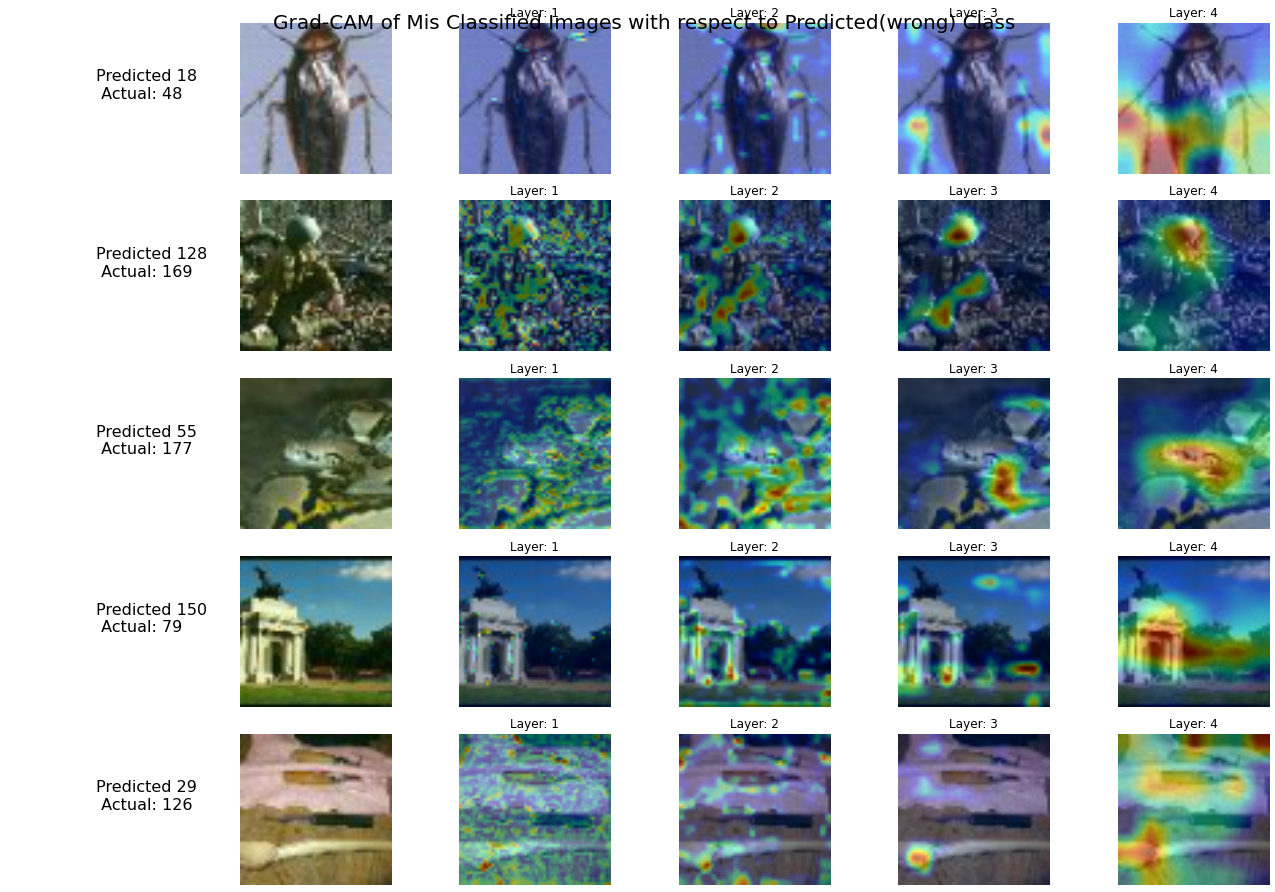 Grad-CAM of Mis Classified Images with respect to Predicted(wrong) Class
Layer: 1 Layer: 2 Layer: 3 Layer: 4
Predicted 18
Actual: 48
Layer: 1 Layer: 2 Layer: 3 Layer: 4
Predicted 128
Actual: 169
Layer: 1 Layer: 2 Layer: 3 Layer: 4
Predicted 55
Actual: 177
Layer: 1 Layer: 2 Layer: 3 Layer: 4
Predicted 150
Actual: 79
Layer: 1 Layer: 2 Layer: 3 Layer: 4
Predicted 29
Actual: 126